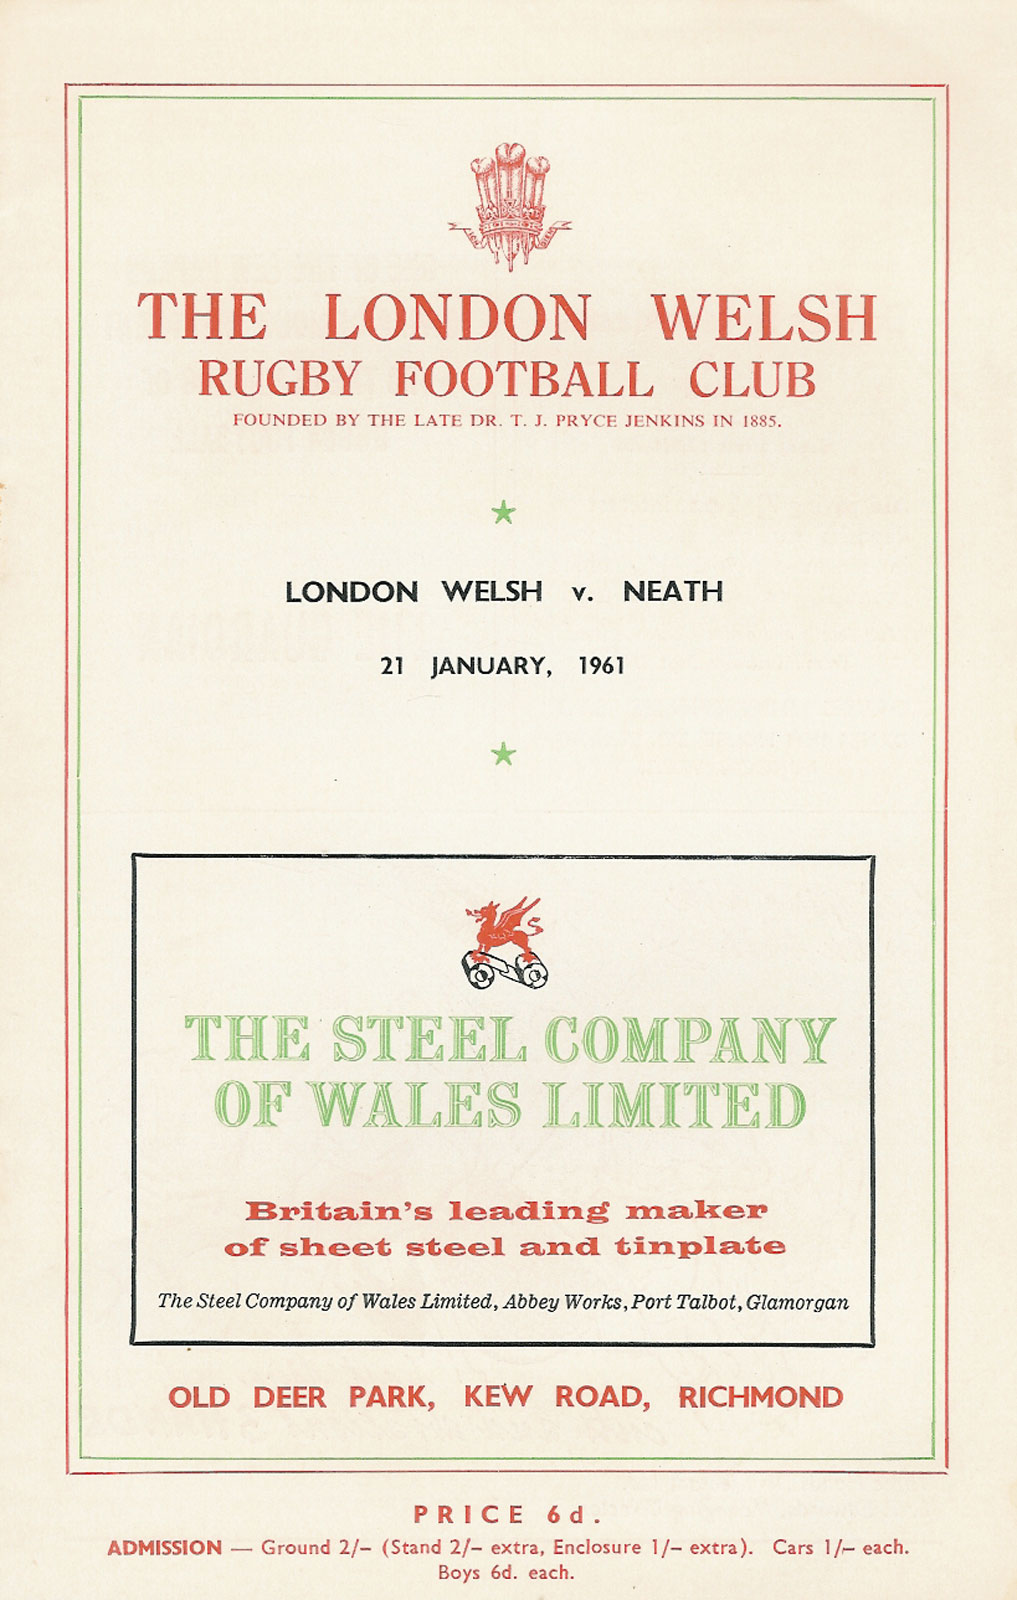 THE LONDON WELSH
RUGBY FOOTBALL CLUB
FOUNDED BY THE LATE DR. T. J. PRYCE JENKINS IN 1885.
LONDON WELSH v. NEATH
21 JANUARY, 1961
THE STEEL COMPANY
OF WALES LIMITED
Britain's leading maker
of sheet steel and tinplate
The Steel Company of Wales Limited, Abbey Works, Port Talbot, Glamorgan
OLD DEER PARK, KEW ROAD, RICHMOND
PRICE 6d.
ADMISSION — Ground 2/- (Stand 2/- extra, Enclosure 1/- extra). Cars 1/- each.
Boys 6d. each.